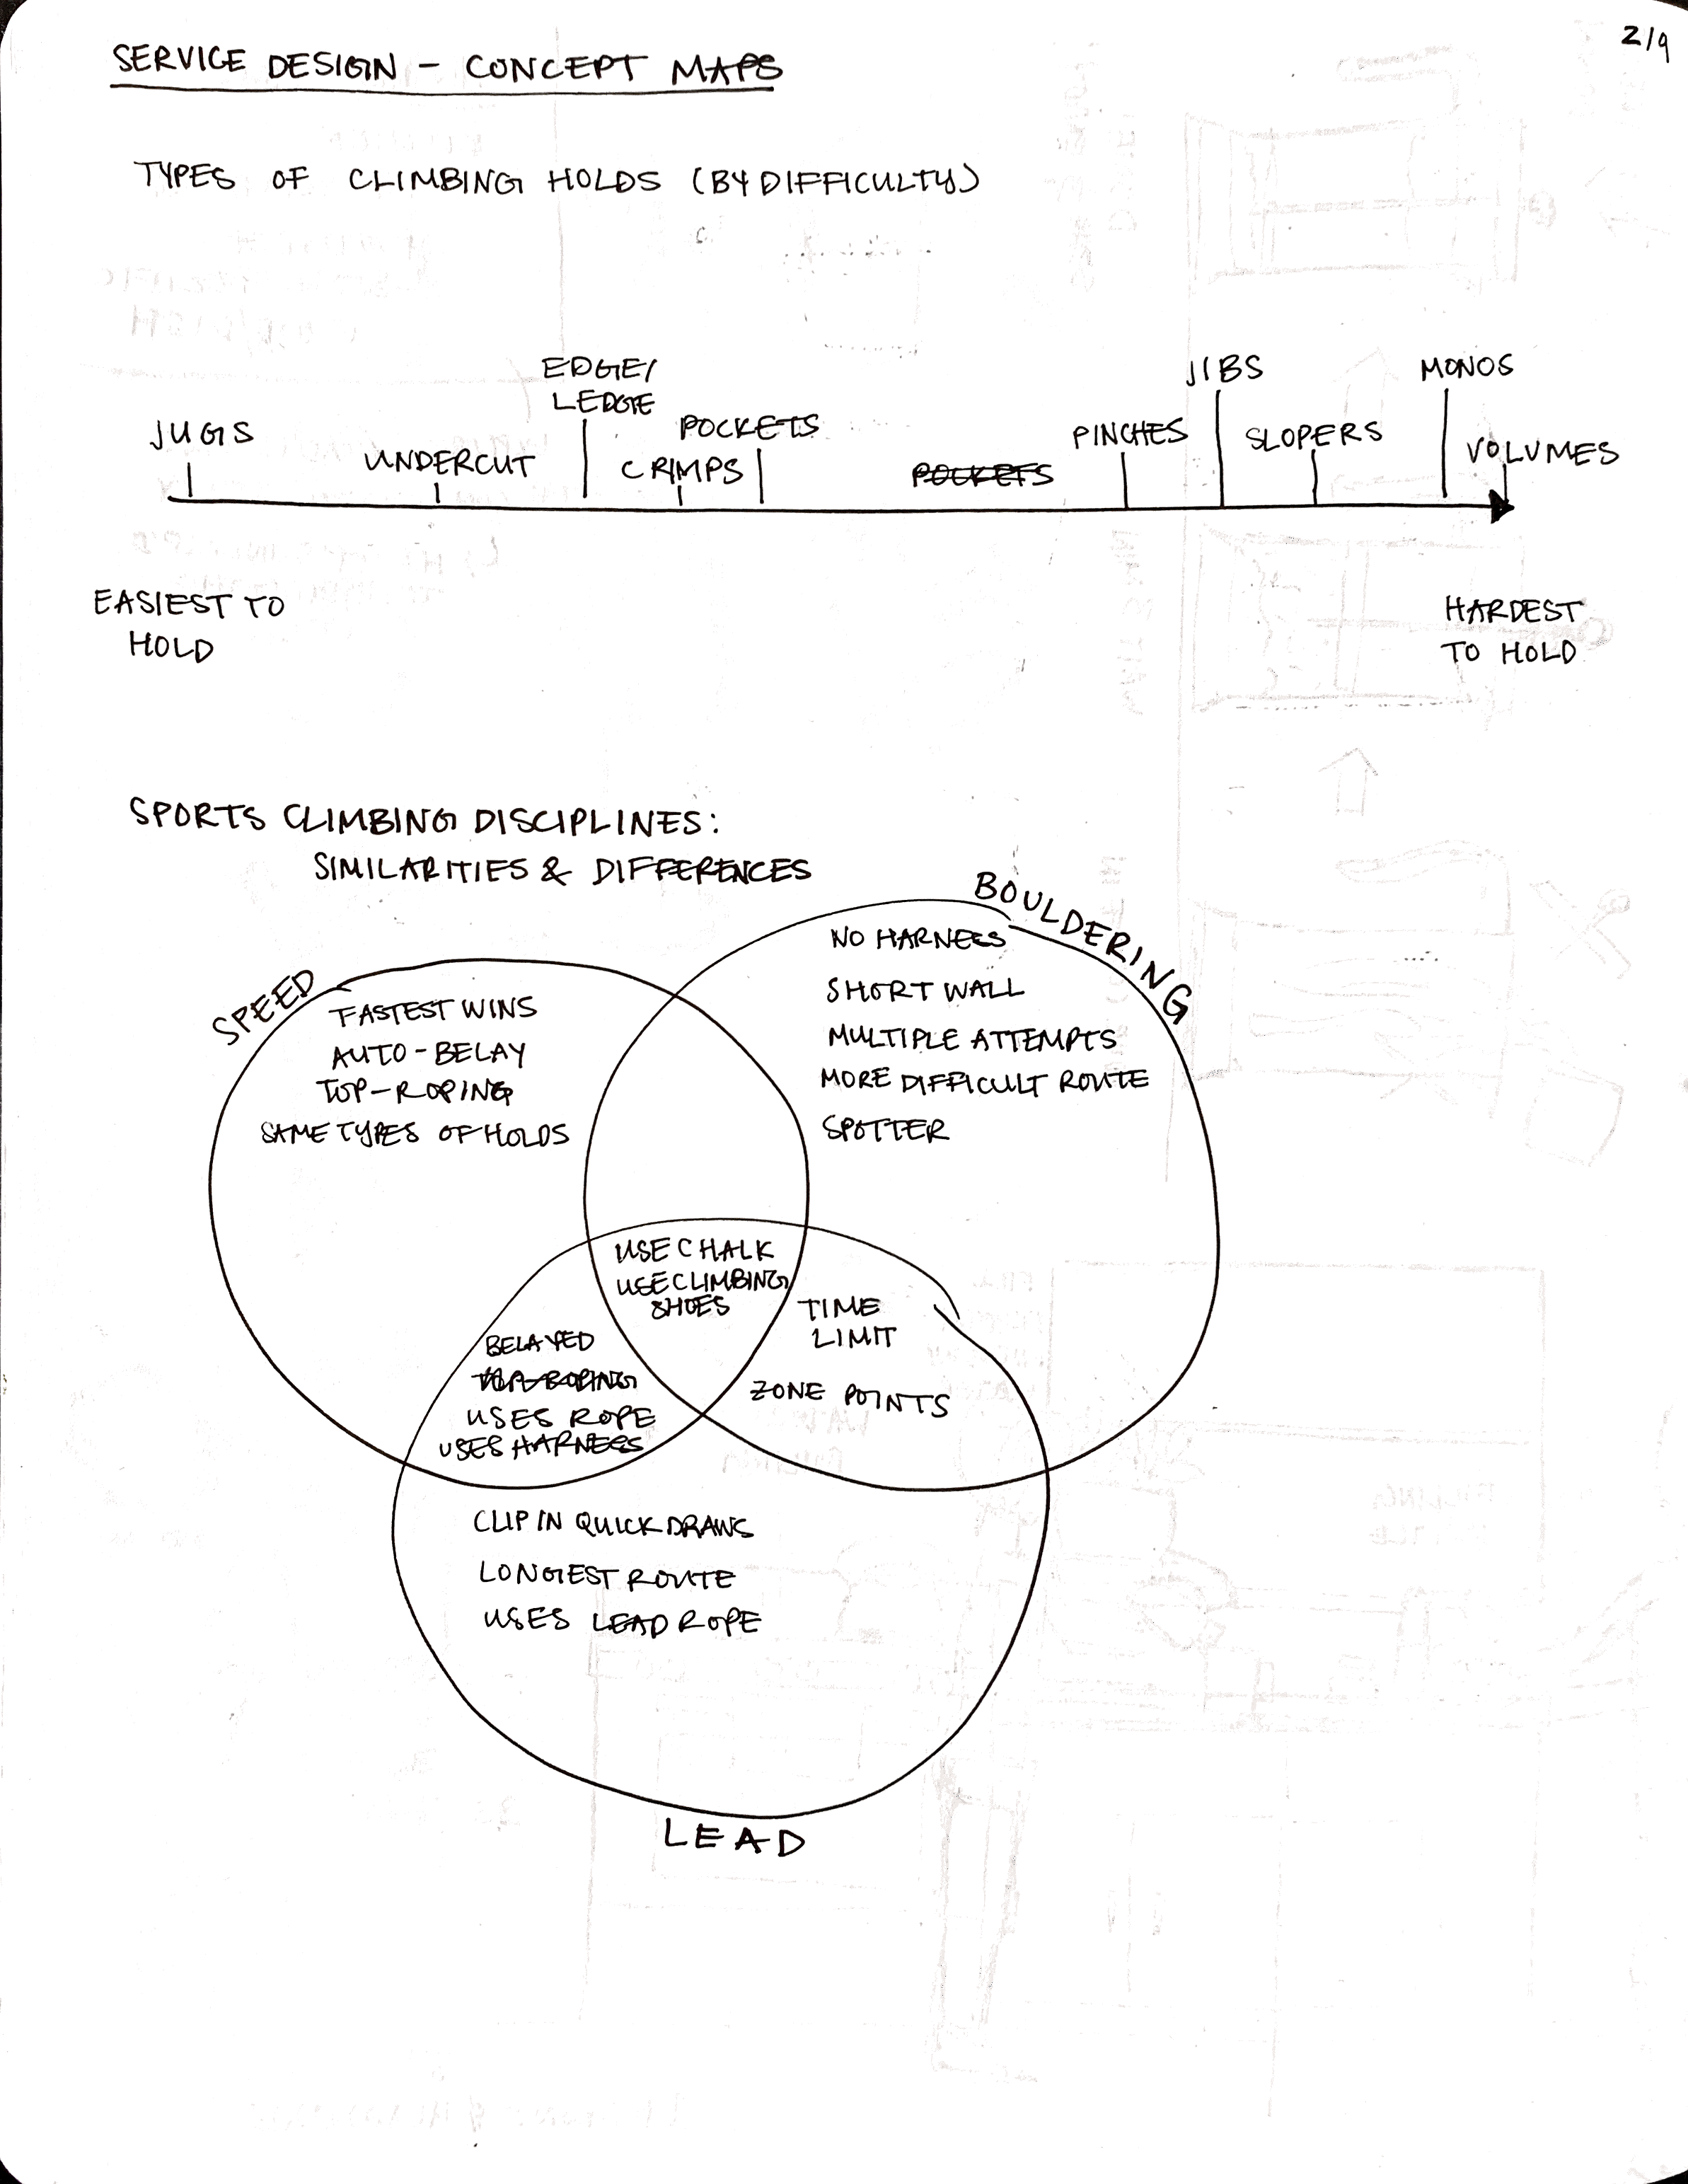 2/9
SERVICE DESIGN - CONCEPT MAPS
TYPES OF CLIMBING HOLDS (BY DIFFICULTY)
JUGS
UNDERCUT
EDGE/
LEDGE
CRIMPS
POCKETS
POCKETS
PINCHES
JIBS
SLOPERS
MONOS
VOLUMES
EASIEST TO
HOLD
HARDEST
TO HOLD
SPORTS CLIMBING DISCIPLINES:
SIMILARITIES & DIFFERENCES
SPEED
FASTEST WINS
AUTO-BELAY
TOP-ROPING
SAME TYPES OF HOLDS
BOULDERING
NO HARNESS
SHORT WALL
MULTIPLE ATTEMPTS
MORE DIFFICULT ROUTE
SPOTTER
USE CHALK
USE CLIMBING
SHOES
TIME
LIMIT
ZONE POINTS
BELAYED
TOP-ROPING
USES ROPE
USES HARNESS
CLIP IN QUICKDRAWS
LONGEST ROUTE
USES LEAD ROPE
LEAD